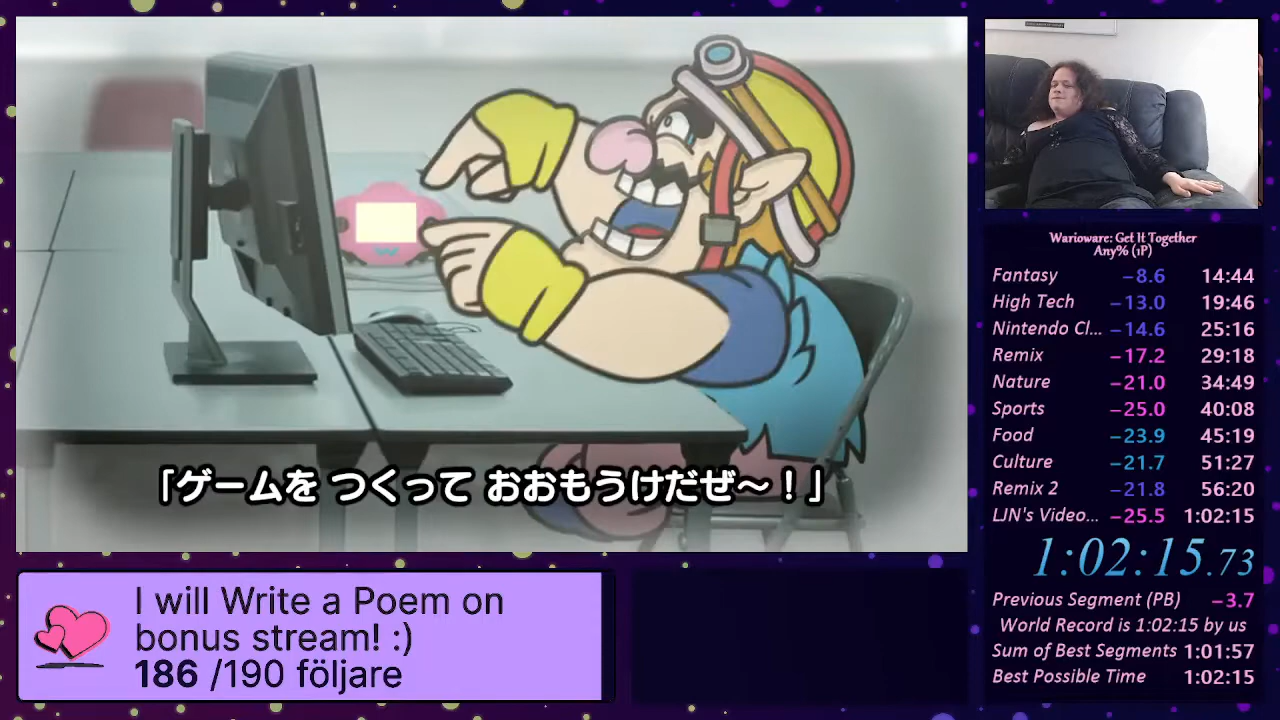 「ゲームを つくって おおもうけだぜ〜！」
I will Write a Poem on
bonus stream! :)
186 /190 följare
Warioware: Get It Together
Any% (1P)
Fantasy −8.6 14:44
High Tech −13.0 19:46
Nintendo Cl... −14.6 25:16
Remix −17.2 29:18
Nature −21.0 34:49
Sports −25.0 40:08
Food −23.9 45:19
Culture −21.7 51:27
Remix 2 −21.8 56:20
LJN's Video... −25.5 1:02:15
1:02:15.73
Previous Segment (PB) −3.7
World Record is 1:02:15 by us
Sum of Best Segments 1:01:57
Best Possible Time 1:02:15